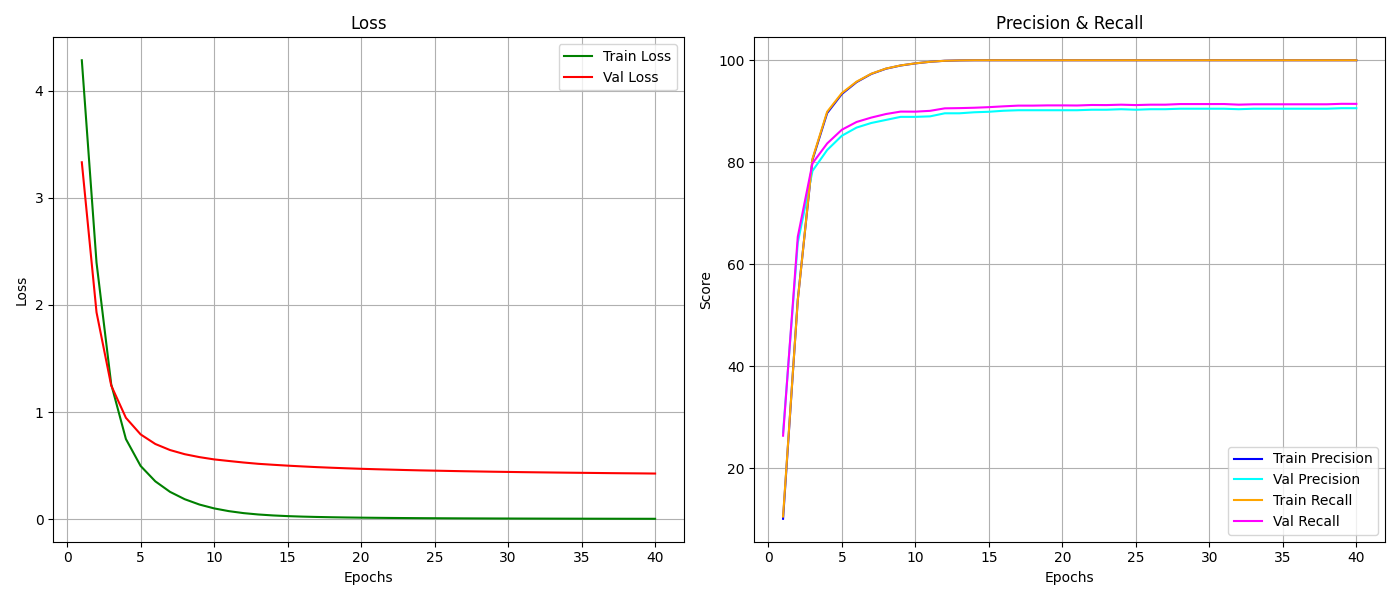 Loss
Train Loss
Val Loss
4
3
2
1
0
Loss
0 5 10 15 20 25 30 35 40
Epochs
Precision & Recall
100
80
60
40
20
Score
Train Precision
Val Precision
Train Recall
Val Recall
0 5 10 15 20 25 30 35 40
Epochs